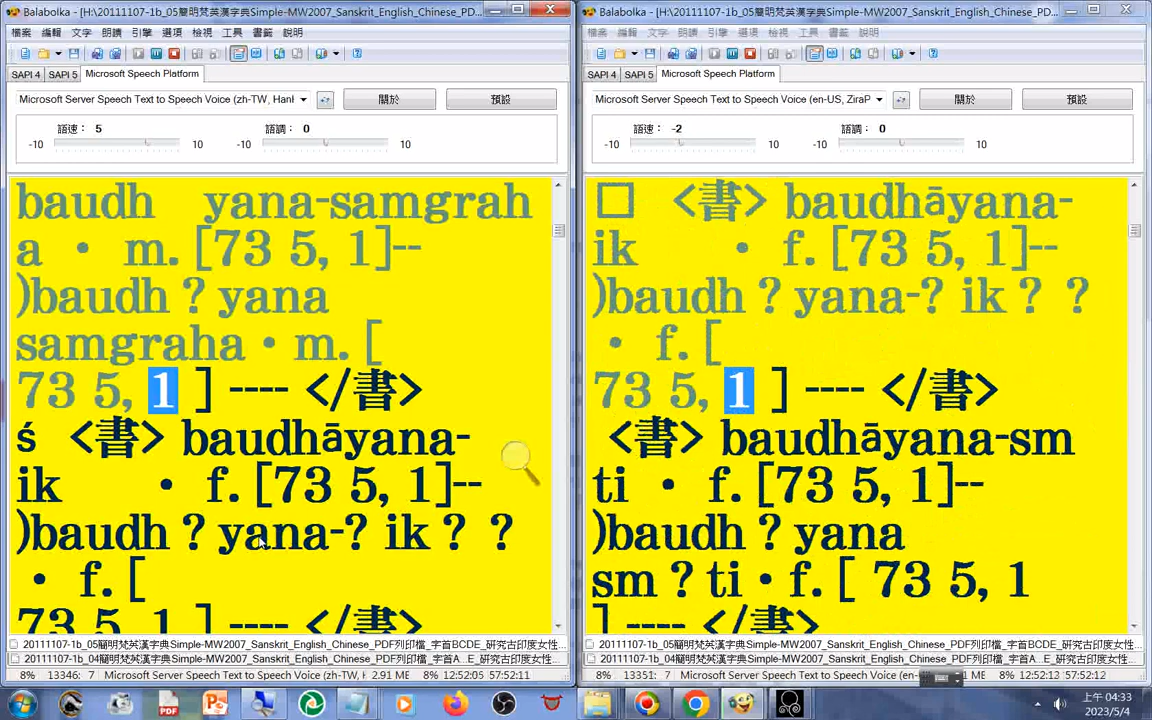 Balabolka - [H:\20111107-1b_05簡明梵英漢字典Simple-MW2007_Sanskrit_English_Chinese_PD...
檔案 編輯 文字 朗讀 引擎 選項 檢視 工具 書籤 說明
SAPI 4 SAPI 5 Microsoft Speech Platform
Microsoft Server Speech Text to Speech Voice (zh-TW, Hanl
關於 預設
語速: 5 語調: 0
-10 10 -10 10
baudh yana-samgrah
a • m. [73 5, 1]--
)baudh ? yana
samgraha • m. [
73 5, 1 ] ---- </書>
ś <書> baudhāyana-
ik • f. [73 5, 1]--
)baudh ? yana-? ik ? ?
• f. [
73 5, 1 ] ---- </書>
20111107-1b_05簡明梵英漢字典Simple-MW2007_Sanskrit_English_Chinese_PDF列印檔_字首BCDE_研究古印度女性...
20111107-1b_04簡明梵英漢字典Simple-MW2007_Sanskrit_English_Chinese_PDF列印檔_字首A...E_研究古印度女性...
8% 13346: 7 Microsoft Server Speech Text to Speech Voice (zh-TW, 2.91 MB 8% 12:52:05 57:52:11
Balabolka - [H:\20111107-1b_05簡明梵英漢字典Simple-MW2007_Sanskrit_English_Chinese_PD...
檔案 編輯 文字 朗讀 引擎 選項 檢視 工具 書籤 說明
SAPI 4 SAPI 5 Microsoft Speech Platform
Microsoft Server Speech Text to Speech Voice (en-US, ZiraP
關於 預設
語速: -2 語調: 0
-10 10 -10 10
□ <書> baudhāyana-
ik • f. [73 5, 1]--
)baudh ? yana-? ik ? ?
• f. [
73 5, 1 ] ---- </書>
<書> baudhāyana-sm
ti • f. [73 5, 1]--
)baudh ? yana
sm ? ti • f. [ 73 5, 1
] ---- </書>
20111107-1b_05簡明梵英漢字典Simple-MW2007_Sanskrit_English_Chinese_PDF列印檔_字首BCDE_研究古印度女性...
20111107-1b_04簡明梵英漢字典Simple-MW2007_Sanskrit_English_Chinese_PDF列印檔_字首A...E_研究古印度女性...
8% 13351: 7 Microsoft Server Speech Text to Speech Voice (en- MB 8% 12:52:13 57:52:12
PDF
上午 04:33
2023/5/4